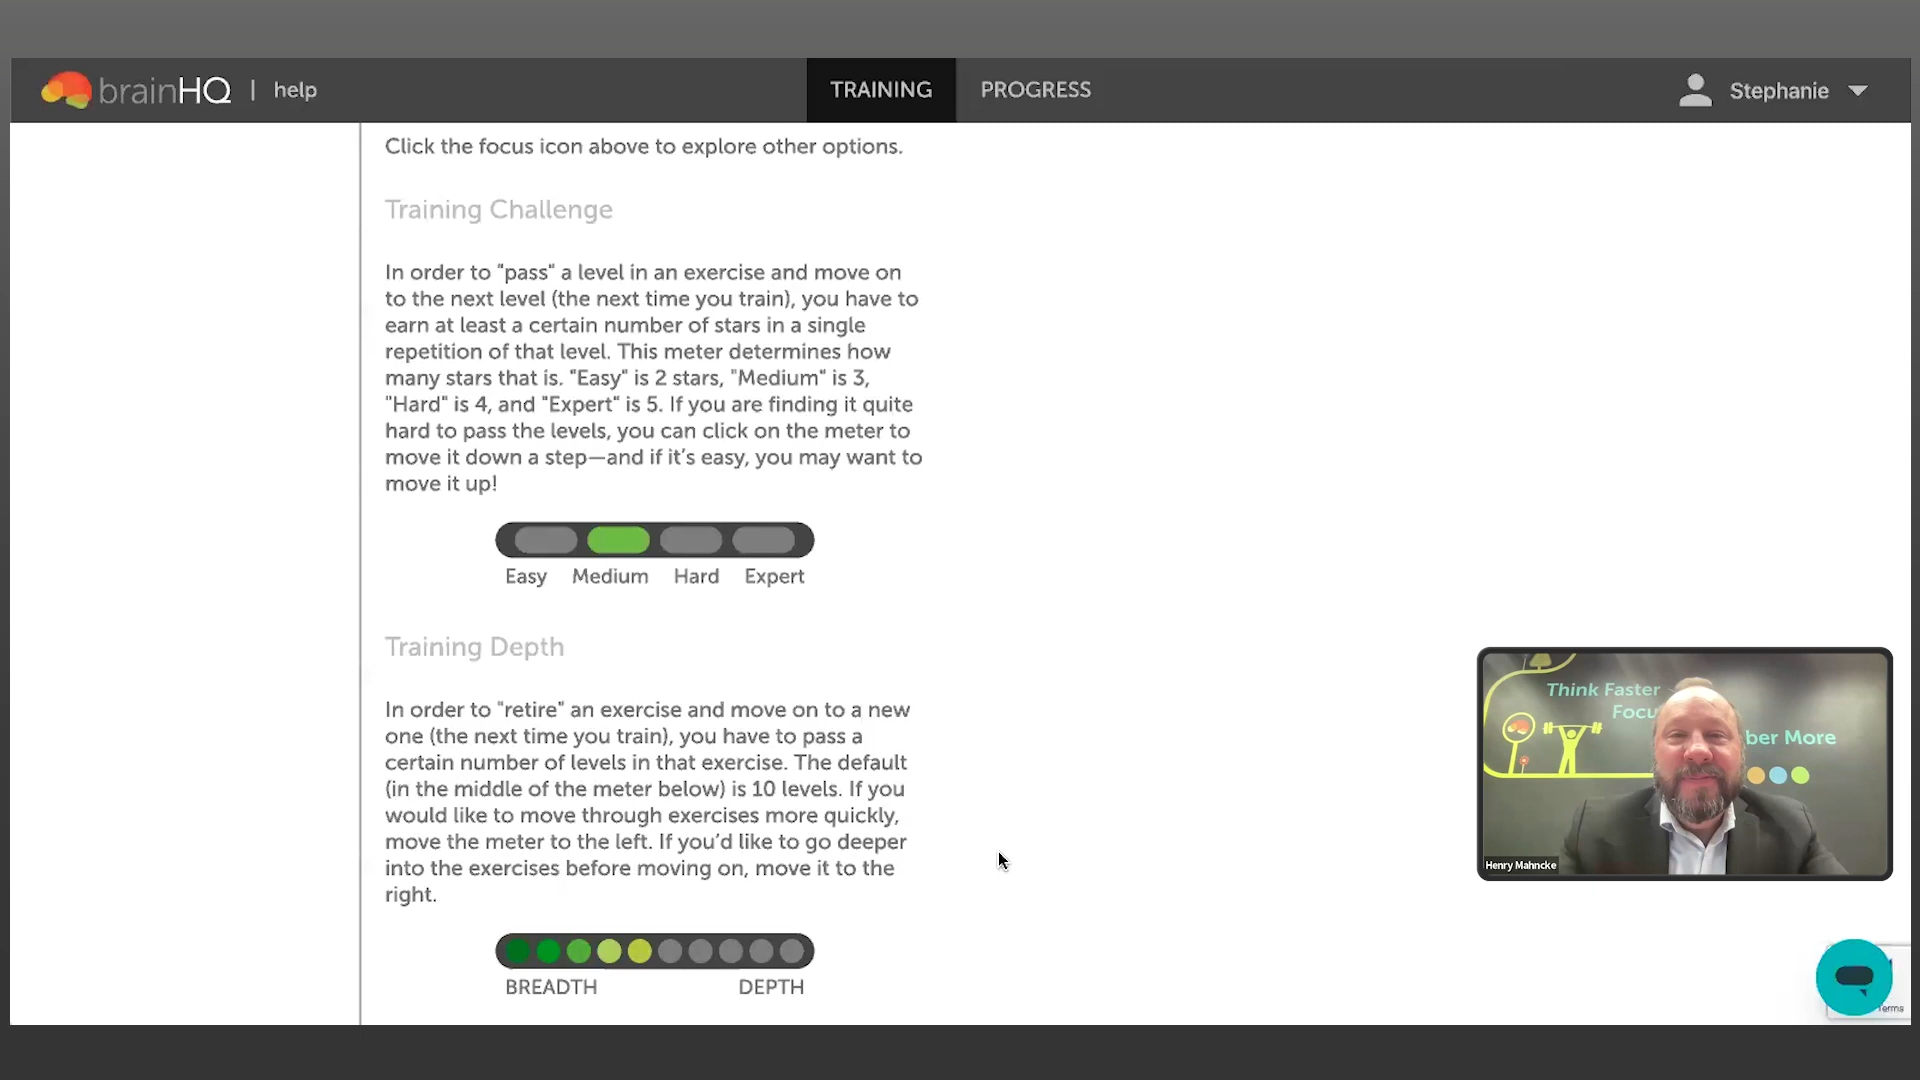 brainHQ | help
TRAINING
PROGRESS
Stephanie
Click the focus icon above to explore other options.
Training Challenge
In order to "pass" a level in an exercise and move on
to the next level (the next time you train), you have to
earn at least a certain number of stars in a single
repetition of that level. This meter determines how
many stars that is. "Easy" is 2 stars, "Medium" is 3,
"Hard" is 4, and "Expert" is 5. If you are finding it quite
hard to pass the levels, you can click on the meter to
move it down a step—and if it's easy, you may want to
move it up!
Easy Medium Hard Expert
Training Depth
In order to "retire" an exercise and move on to a new
one (the next time you train), you have to pass a
certain number of levels in that exercise. The default
(in the middle of the meter below) is 10 levels. If you
would like to move through exercises more quickly,
move the meter to the left. If you'd like to go deeper
into the exercises before moving on, move it to the
right.
BREADTH DEPTH
Think Faster
Focu
ber More
Henry Mahncke
Terms